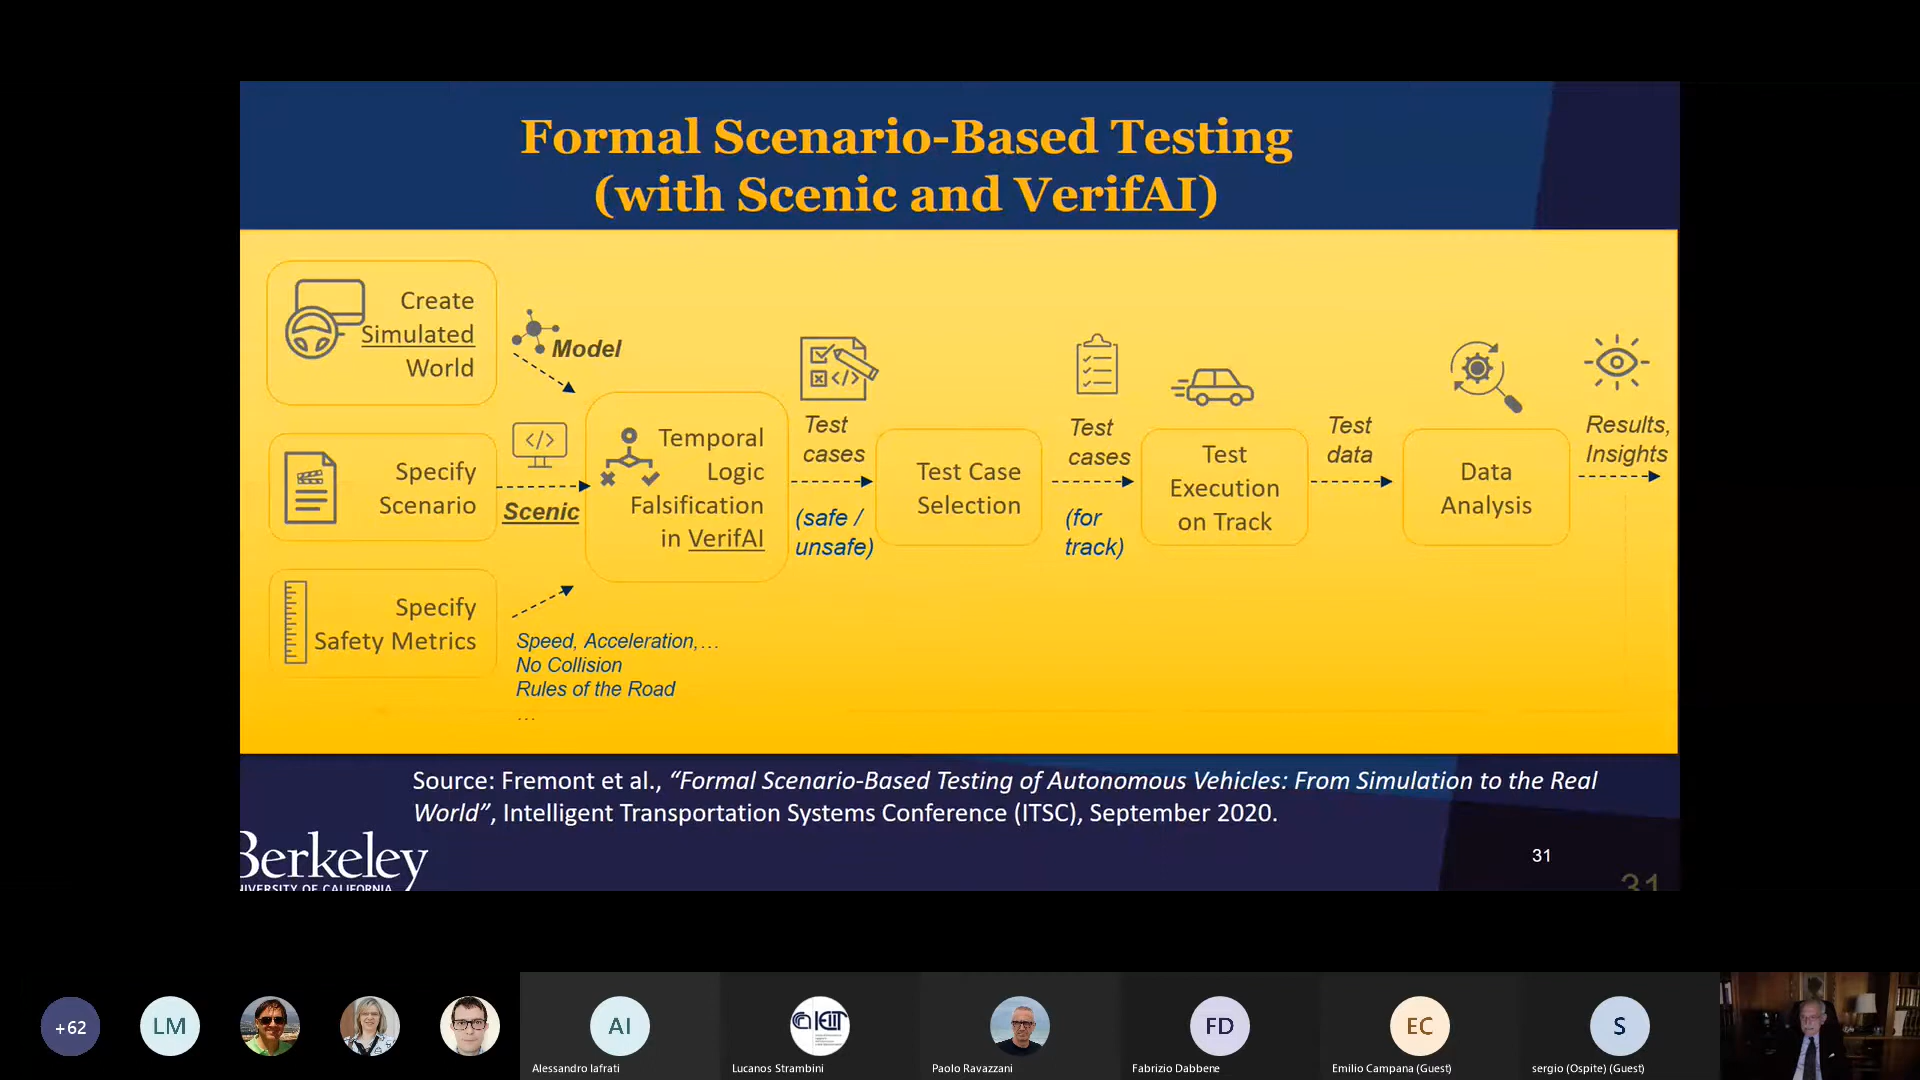 Formal Scenario-Based Testing
(with Scenic and VerifAI)
Create
Simulated
World
Model
Specify
Scenario
</>
Scenic
Specify
Safety Metrics
Speed, Acceleration,...
No Collision
Rules of the Road
...
Temporal
Logic
Falsification
in VerifAI
</>
Test
cases
(safe /
unsafe)
Test Case
Selection
Test
cases
(for
track)
Test
Execution
on Track
Test
data
Data
Analysis
Results,
Insights
Source: Fremont et al., “Formal Scenario-Based Testing of Autonomous Vehicles: From Simulation to the Real
World”, Intelligent Transportation Systems Conference (ITSC), September 2020.
Berkeley
UNIVERSITY OF CALIFORNIA
31
31
+62
LM
AI
Alessandro Iafrati
Lucanos Strambini
Paolo Ravazzani
FD
Fabrizio Dabbene
EC
Emilio Campana (Guest)
S
sergio (Ospite) (Guest)